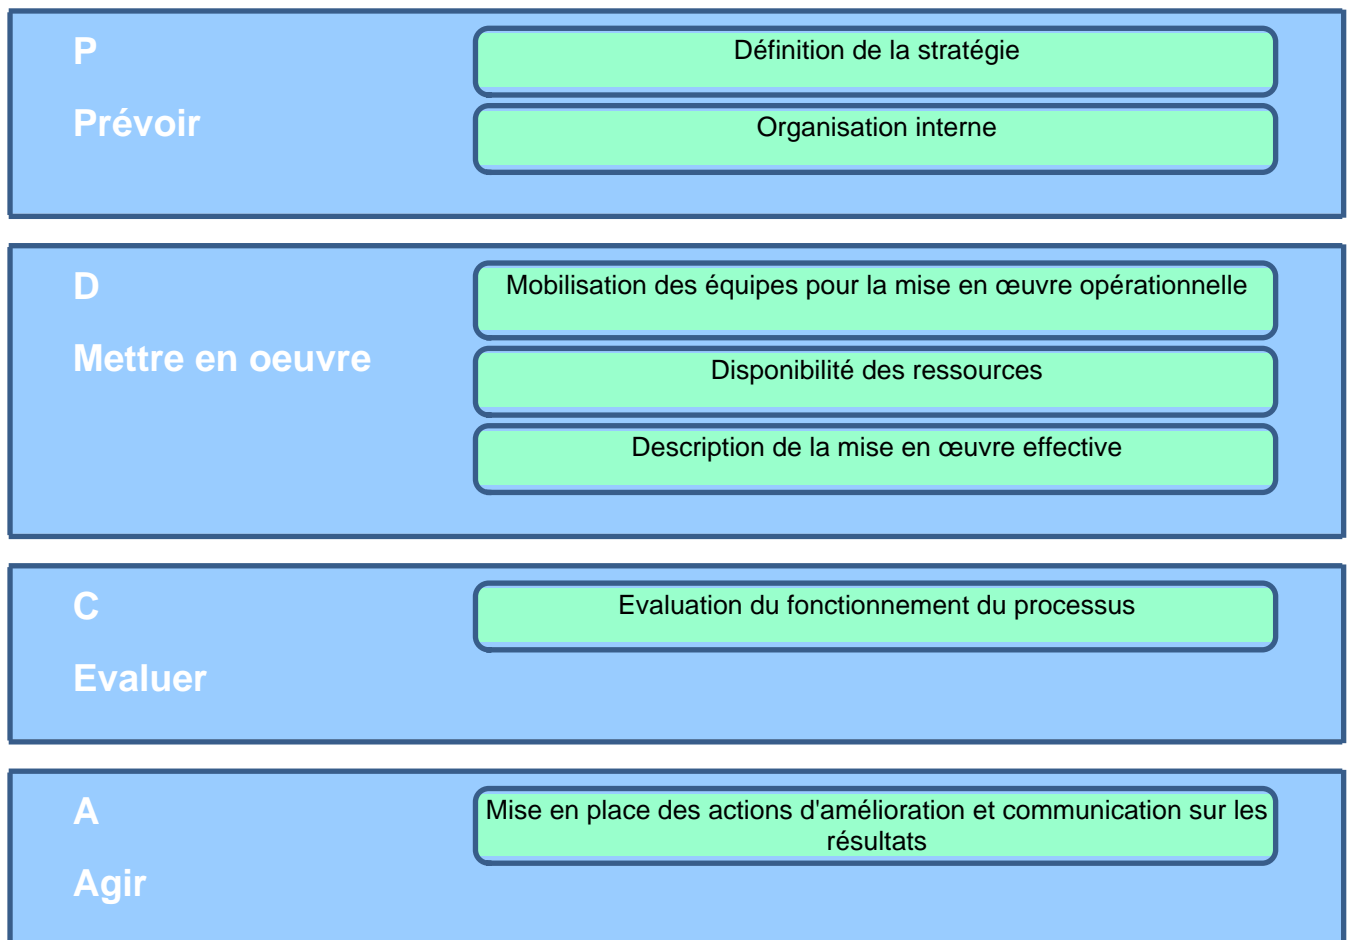 P
Définition de la stratégie
Prévoir
Organisation interne
D
Mobilisation des équipes pour la mise en œuvre opérationnelle
Mettre en oeuvre
Disponibilité des ressources
Description de la mise en œuvre effective
C
Evaluation du fonctionnement du processus
Evaluer
A
Mise en place des actions d'amélioration et communication sur les
résultats
Agir